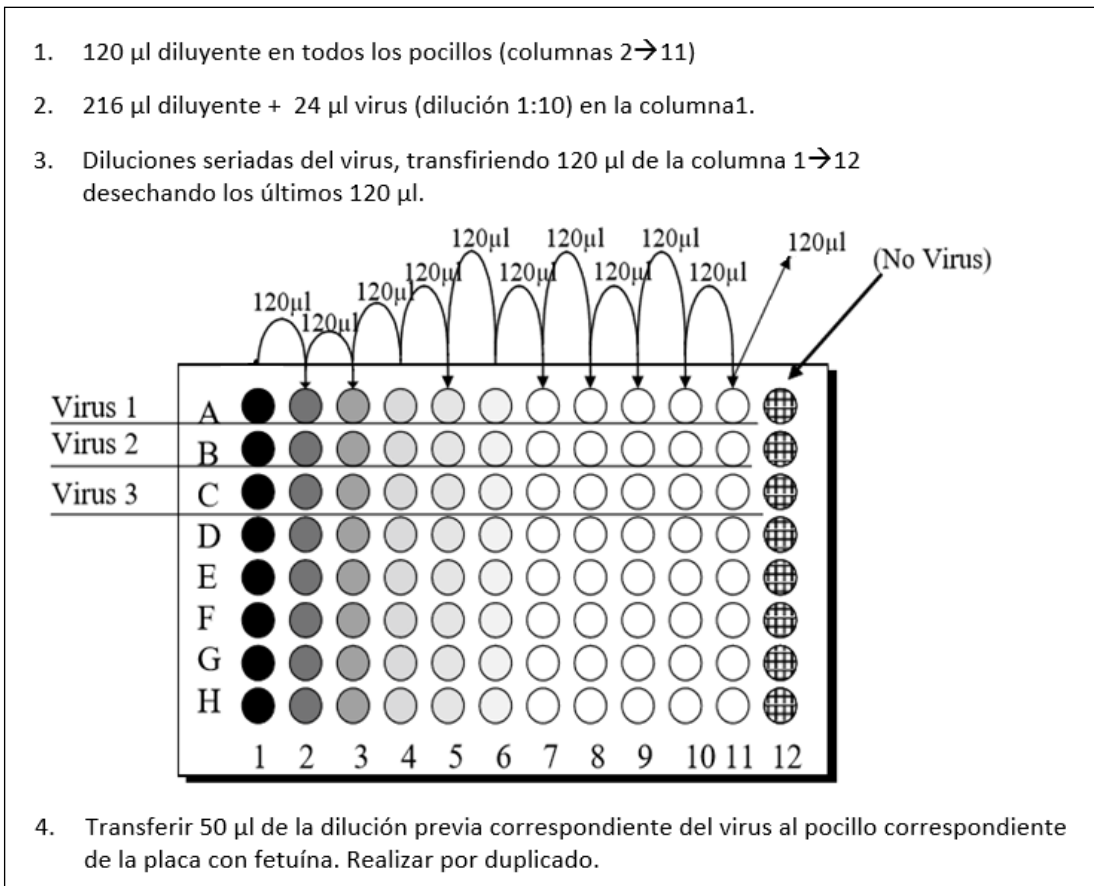 1. 120 µl diluyente en todos los pocillos (columnas 2→11)
2. 216 µl diluyente + 24 µl virus (dilución 1:10) en la columna1.
3. Diluciones seriadas del virus, transfiriendo 120 µl de la columna 1→12
desechando los últimos 120 µl.
120µl 120µl 120µl 120µl 120µl 120µl 120µl 120µl 120µl 120µl 120µl
(No Virus)
Virus 1 A
Virus 2 B
Virus 3 C
D
E
F
G
H
1 2 3 4 5 6 7 8 9 10 11 12
4. Transferir 50 µl de la dilución previa correspondiente del virus al pocillo correspondiente
de la placa con fetuína. Realizar por duplicado.